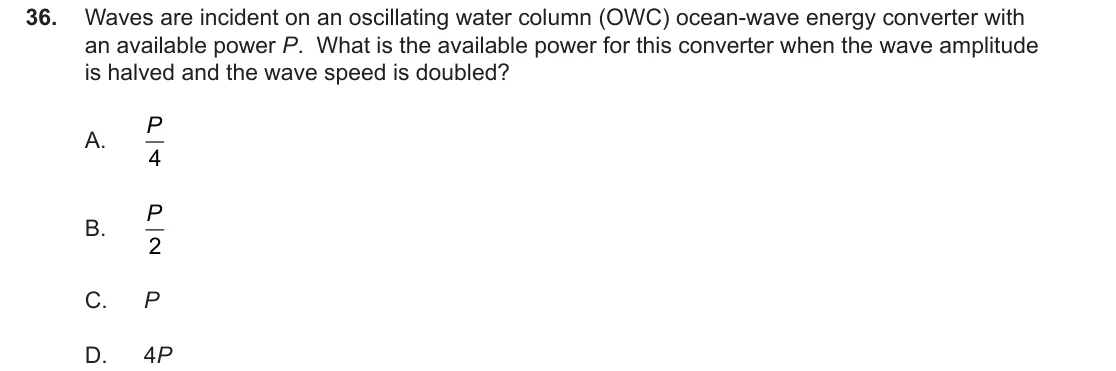 36. Waves are incident on an oscillating water column (OWC) ocean-wave energy converter with
an available power P. What is the available power for this converter when the wave amplitude
is halved and the wave speed is doubled?
A. P/4
B. P/2
C. P
D. 4P